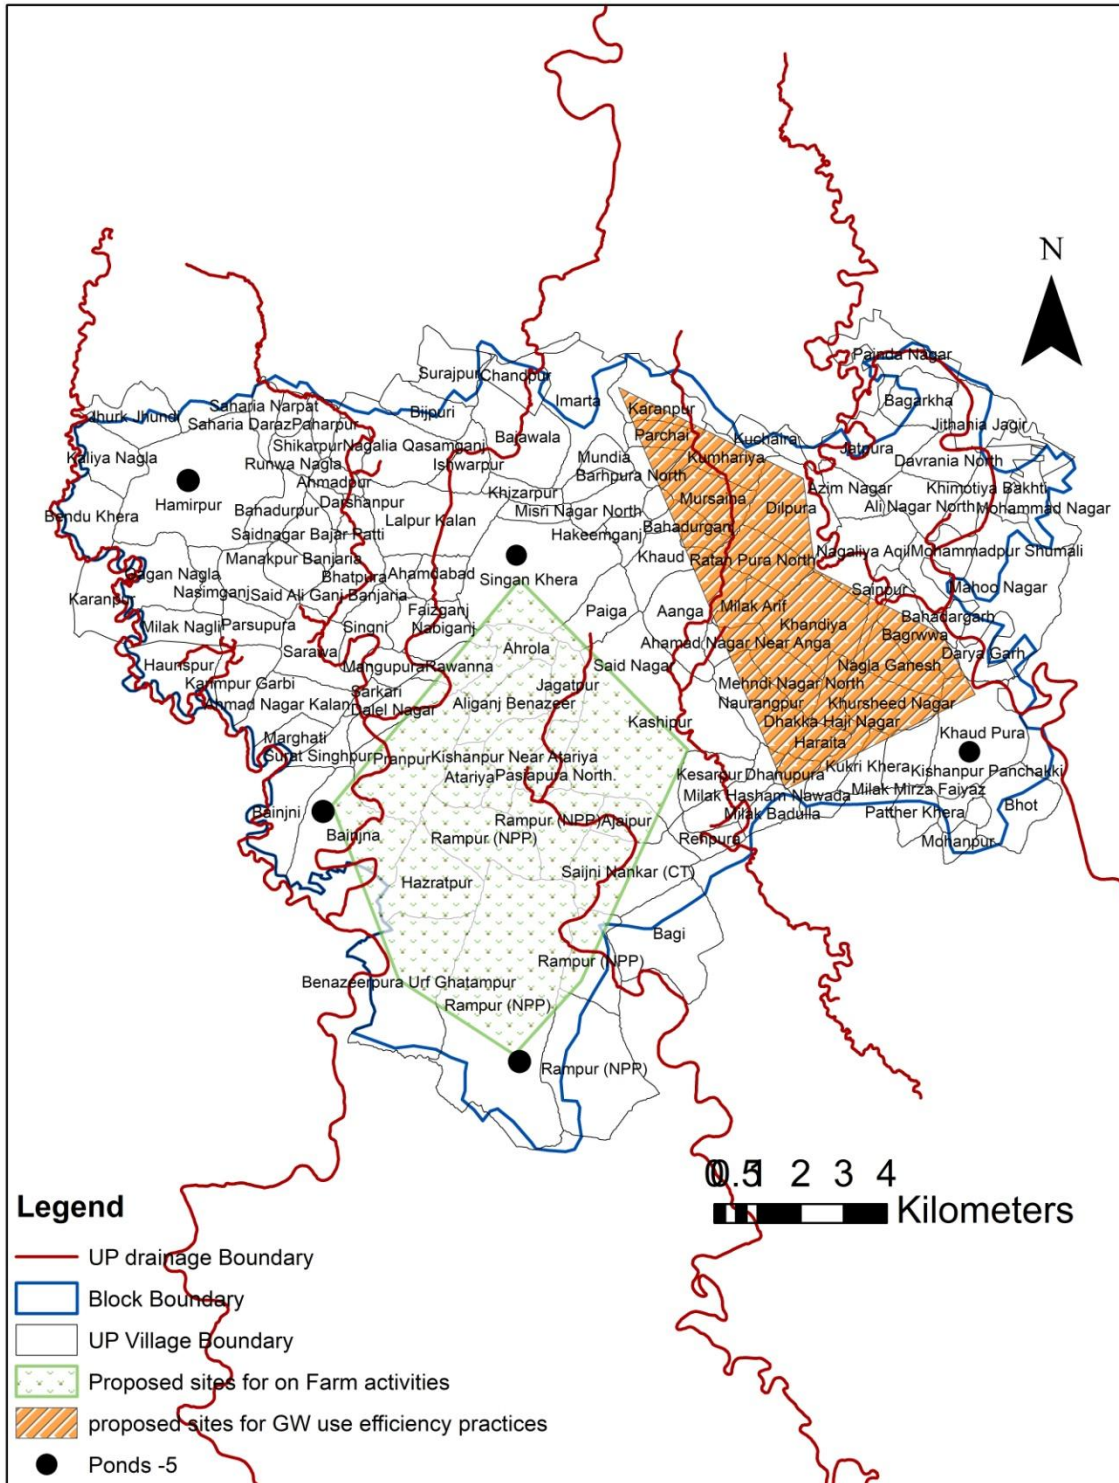 N
Painda Nagar
Surajpur
Chandpur
Bagarkha
Imarta
Karanpur
Saharia Narpat
Jhurk Jhundi
Bijpuri
Saharia Daraz
Paharpur
Jithania Jagir
Parchai
Bajawala
Kuchaira
Shikarpur
Nagalia Qasamganj
Jatpura
Kaliya Nagla
Mundia
Kumhariya
Davrania North
Runwa Nagla
Ishwarpur
Barhpura North
Ahmadpur
Azim Nagar
Khimotiya Bakhti
Hamirpur
Darshanpur
Khizarpur
Mursaina
Dilpura
Ali Nagar North
Mohammad Nagar
Bahadurpur
Misri Nagar North
Bendu Khera
Lalpur Kalan
Bahadurganj
Saidnagar Bajar Patti
Hakeemganj
Nagaliya Aqil
Mohammadpur Shumali
Manakpur Banjaria
Khaud
Ratan Pura North
Gagan Nagla
Bhatpura
Ahamdabad
Singan Khera
Sainpur
Mahoo Nagar
Nasimganj
Said Ali Ganj Banjaria
Karanpur
Faizganj
Paiga
Aanga
Milak Arif
Bahadargarh
Milak Nagli
Parsupura
Singni
Nabiganj
Khandiya
Bagrwwa
Ahrola
Ahamad Nagar Near Anga
Saraiwa
Darya Garh
Haunspur
Mangupura
Rawanna
Said Nagar
Nagla Ganesh
Karimpur Garbi
Sarkari
Jagatpur
Mehndi Nagar North
Ahmad Nagar Kalan
Dalel Nagar
Aliganj Benazeer
Naurangpur
Khursheed Nagar
Kashipur
Dhakka Haji Nagar
Marghati
Khaud Pura
Haraita
Surat Singhpur
Pranpur
Kishanpur Near Atariya
Kukri Khera
Atariya
Pasiapura North
Kesarpur
Dhanupura
Kishanpur Panchakki
Milak Hasham Nawada
Milak Mirza Faiyaz
Bainjni
Milak Badulla
Patther Khera
Bhot
Bainjna
Rampur (NPP)
Ajaipur
Rampur (NPP)
Renpura
Mohanpur
Saijni Nankar (CT)
Hazratpur
Bagi
Rampur (NPP)
Benazeerpura Urf Ghatampur
Rampur (NPP)
Rampur (NPP)
0 0.5 1 2 3 4
Kilometers
Legend
UP drainage Boundary
Block Boundary
UP Village Boundary
Proposed sites for on Farm activities
proposed sites for GW use efficiency practices
Ponds -5